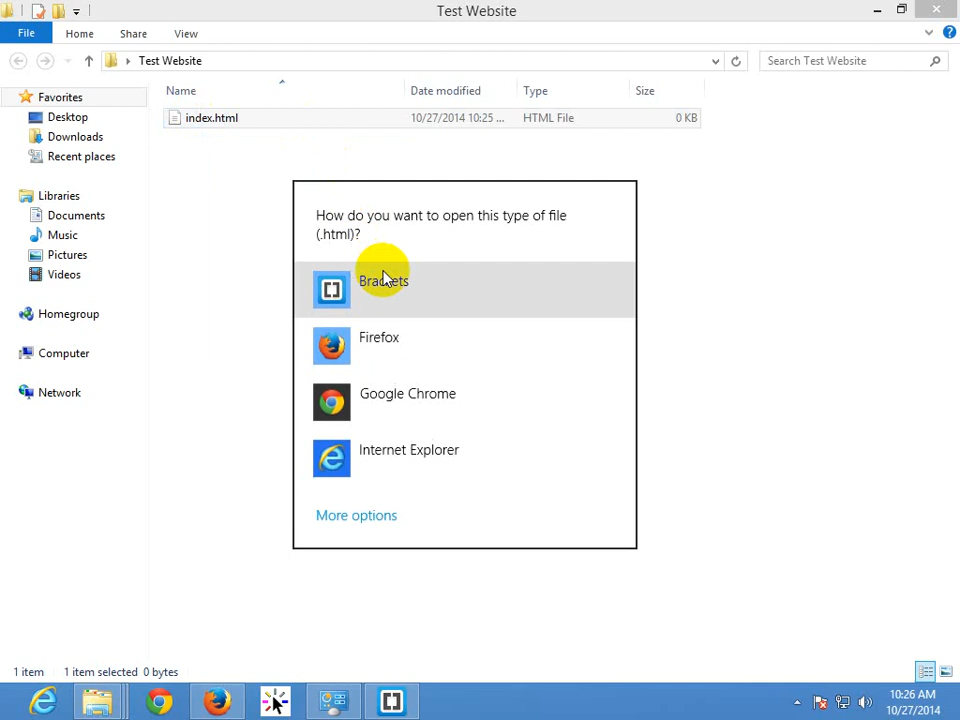 Test Website
File
Home
Share
View
Test Website
Search Test Website
Name
Date modified
Type
Size
index.html
10/27/2014 10:25 ...
HTML File
0 KB
Favorites
Desktop
Downloads
Recent places
Libraries
Documents
Music
Pictures
Videos
Homegroup
Computer
Network
How do you want to open this type of file
(.html)?
Brackets
Firefox
Google Chrome
Internet Explorer
More options
1 item
1 item selected 0 bytes
10:26 AM
10/27/2014